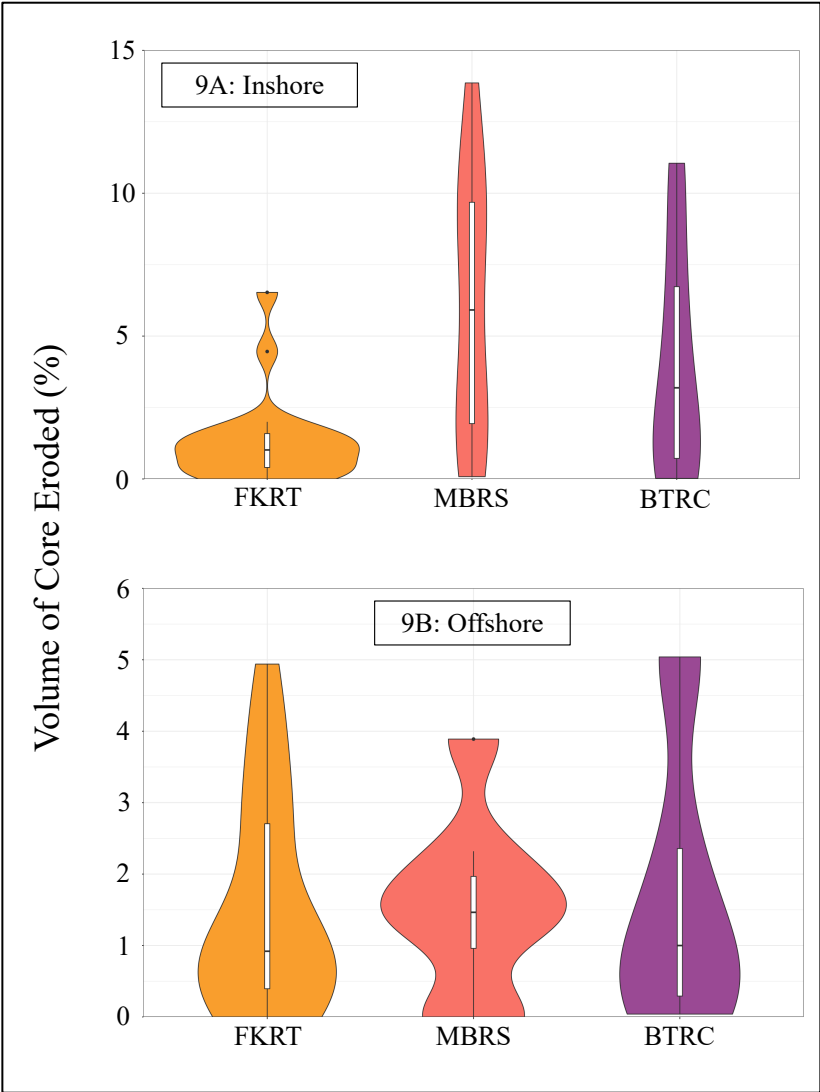 Volume of Core Eroded (%)
9A: Inshore
15
10
5
0
FKRT MBRS BTRC
9B: Offshore
6
5
4
3
2
1
0
FKRT MBRS BTRC